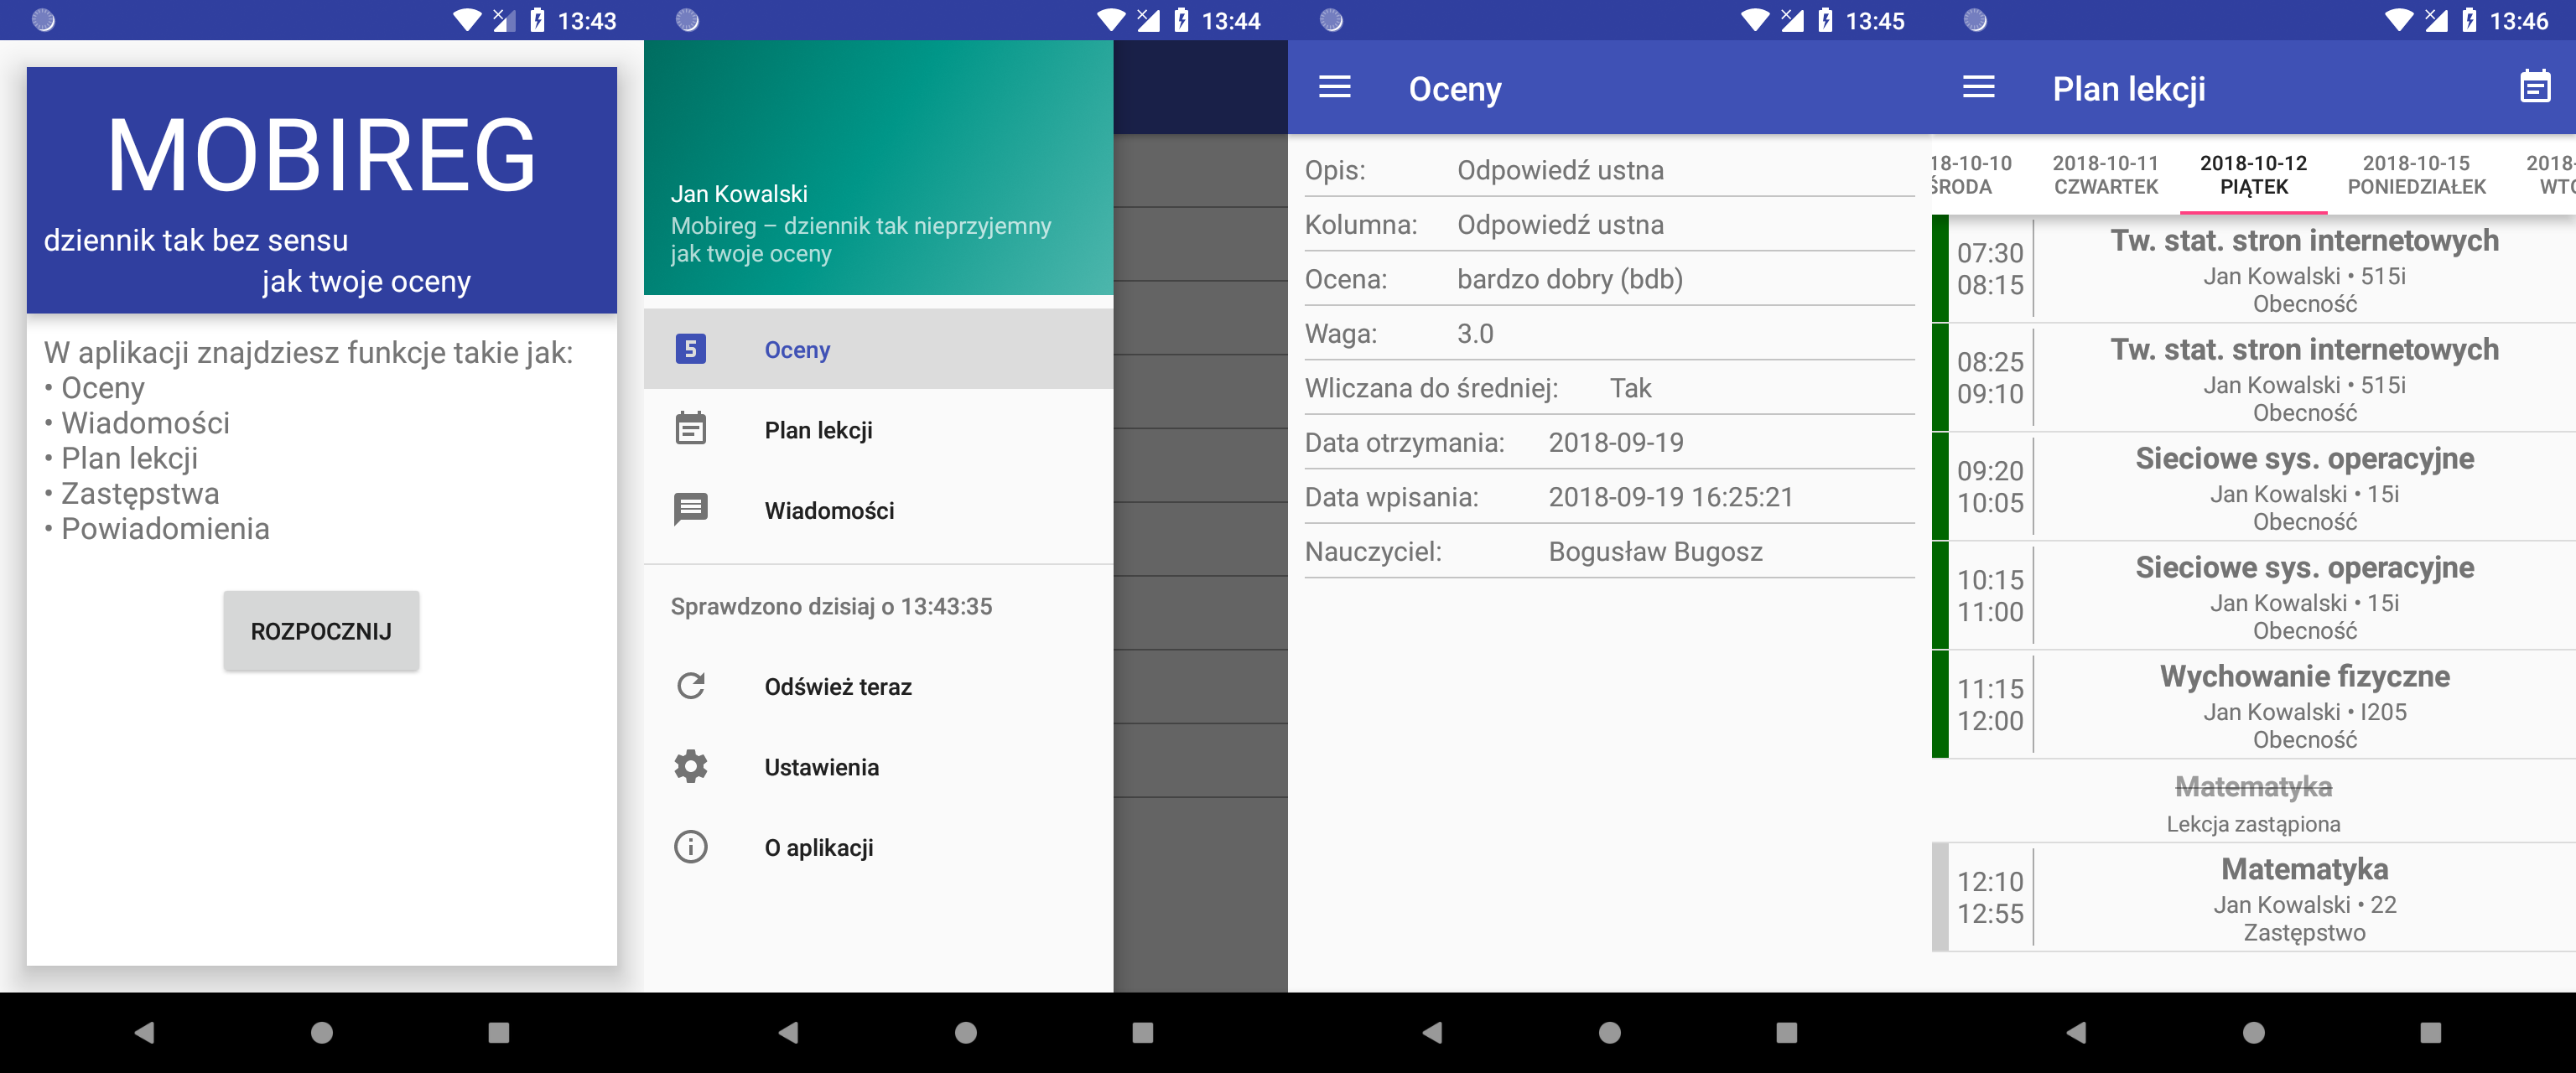 13:43
MOBIREG
dziennik tak bez sensu
jak twoje oceny
W aplikacji znajdziesz funkcje takie jak:
• Oceny
• Wiadomości
• Plan lekcji
• Zastępstwa
• Powiadomienia
ROZPOCZNIJ
13:44
Jan Kowalski
Mobireg – dziennik tak nieprzyjemny
jak twoje oceny
5 Oceny
Plan lekcji
Wiadomości
Sprawdzono dzisiaj o 13:43:35
Odśwież teraz
Ustawienia
O aplikacji
13:45
Oceny
Opis: Odpowiedź ustna
Kolumna: Odpowiedź ustna
Ocena: bardzo dobry (bdb)
Waga: 3.0
Wliczana do średniej: Tak
Data otrzymania: 2018-09-19
Data wpisania: 2018-09-19 16:25:21
Nauczyciel: Bogusław Bugosz
13:46
Plan lekcji
18-10-10 2018-10-11 2018-10-12 2018-10-15 2018-
ŚRODA CZWARTEK PIĄTEK PONIEDZIAŁEK WTO
07:30 Tw. stat. stron internetowych
08:15 Jan Kowalski • 515i
Obecność
08:25 Tw. stat. stron internetowych
09:10 Jan Kowalski • 515i
Obecność
09:20 Sieciowe sys. operacyjne
10:05 Jan Kowalski • 15i
Obecność
10:15 Sieciowe sys. operacyjne
11:00 Jan Kowalski • 15i
Obecność
11:15 Wychowanie fizyczne
12:00 Jan Kowalski • I205
Obecność
Matematyka
Lekcja zastąpiona
12:10 Matematyka
12:55 Jan Kowalski • 22
Zastępstwo